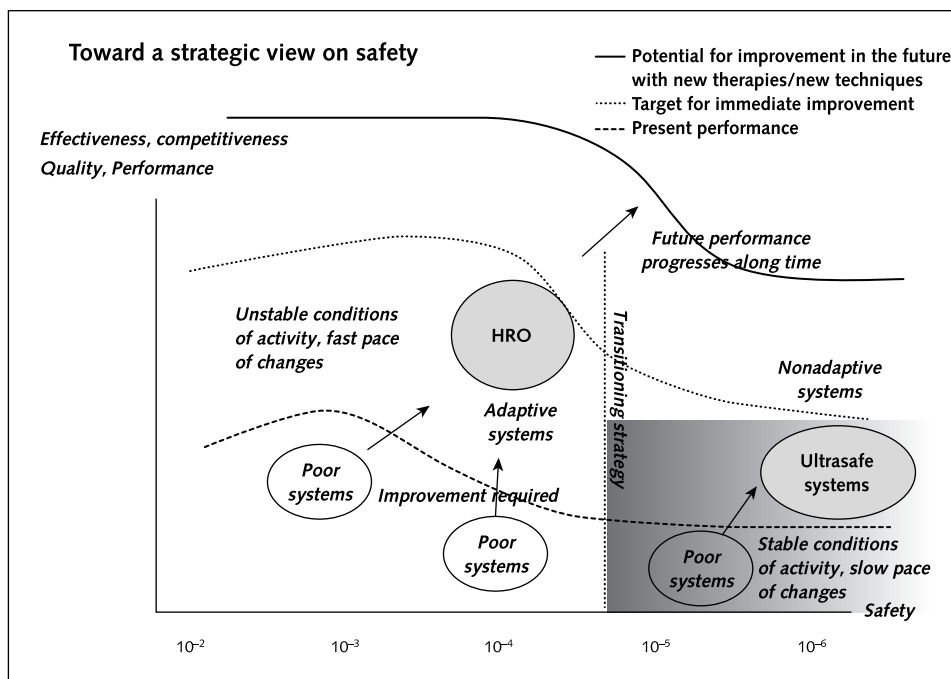 Toward a strategic view on safety
Potential for improvement in the future
with new therapies/new techniques
Target for immediate improvement
Present performance
Effectiveness, competitiveness
Quality, Performance
Future performance
progresses along time
Unstable conditions
of activity, fast pace
of changes
HRO
Transitioning strategy
Nonadaptive
systems
Adaptive
systems
Poor
systems
Improvement required
Ultrasafe
systems
Poor
systems
Poor
systems
Stable conditions
of activity, slow pace
of changes
Safety
10–2
10–3
10–4
10–5
10–6